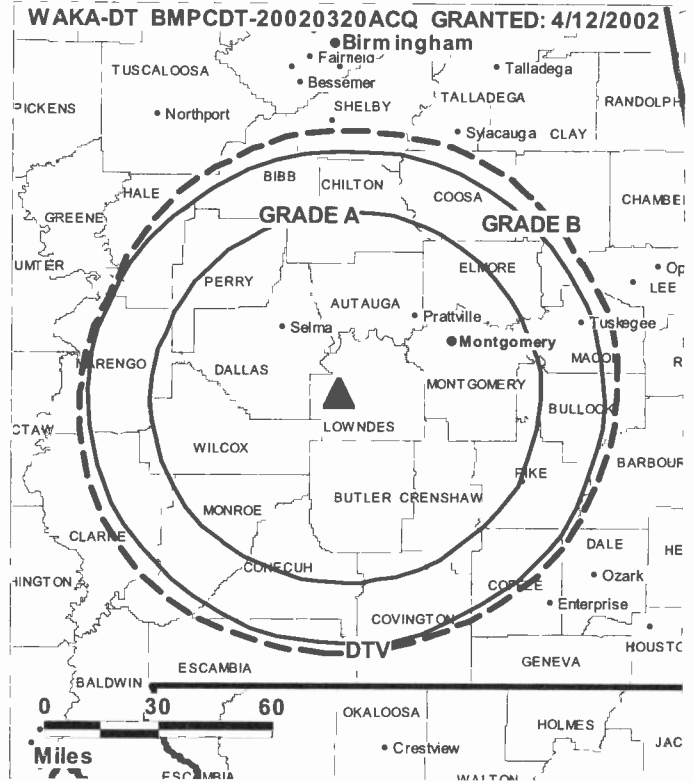 WAKA-DT BMPCDT-20020320ACQ GRANTED: 4/12/2002
Birmingham
Fairfield
TUSCALOOSA
Talladega
Bessemer
TALLADEGA
RANDOLPH
PICKENS
Northport
SHELBY
Sylacauga CLAY
BIBB
CHILTON
HALE
COOSA
CHAMBE
GREENE
GRADE A
GRADE B
UMTER
ELMORE
Op
PERRY
LEE
AUTAUGA
Selma
Prattville
Tuskegee
Montgomery
MARENGO
MACON
R
DALLAS
MONTGOMERY
BULLOCK
CTAW
LOWNDES
WILCOX
BARBOUR
PIKE
BUTLER CRENSHAW
MONROE
CLARKE
DALE
HE
CONECUH
HINGTON
COFFEE
Ozark
Enterprise
COVINGTON
DTV
HOUSTO
ESCAMBIA
GENEVA
BALDWIN
0 30 60
OKALOOSA
HOLMES
Miles
Crestview
JAC
ESCAMBIA
WALTON